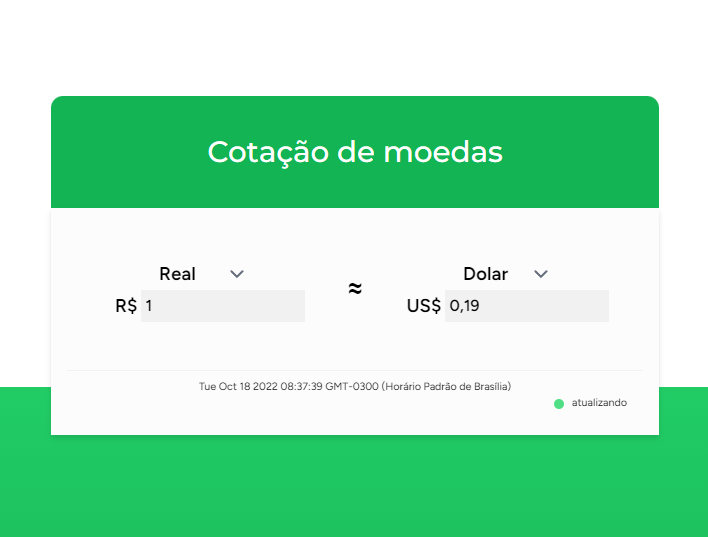 Cotação de moedas
Real Dolar
R$ 1 ≈ US$ 0,19
Tue Oct 18 2022 08:37:39 GMT-0300 (Horário Padrão de Brasília)
atualizando